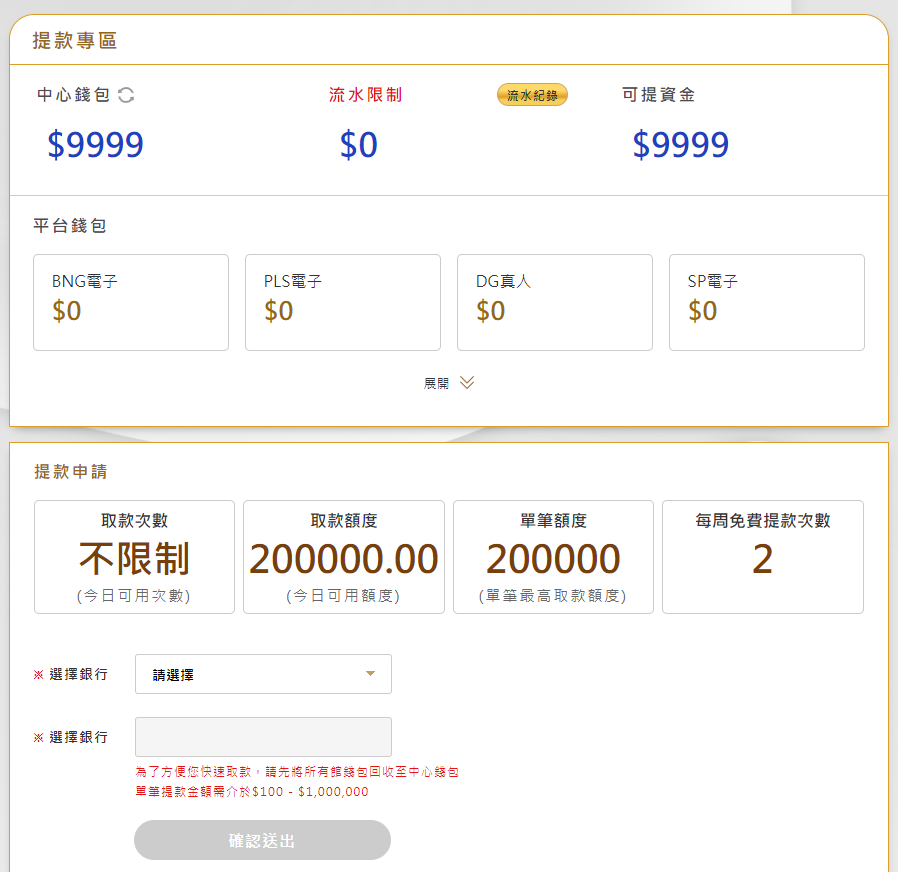 提款專區
中心錢包 流水限制 流水紀錄 可提資金
$9999 $0 $9999
平台錢包
BNG電子 PLS電子 DG真人 SP電子
$0 $0 $0 $0
展開
提款申請
取款次數 取款額度 單筆額度 每周免費提款次數
不限制 200000.00 200000 2
(今日可用次數) (今日可用額度) (單筆最高取款額度)
※ 選擇銀行 請選擇
※ 選擇銀行
為了方便您快速取款，請先將所有館錢包回收至中心錢包
單筆提款金額需介於$100 - $1,000,000
確認送出